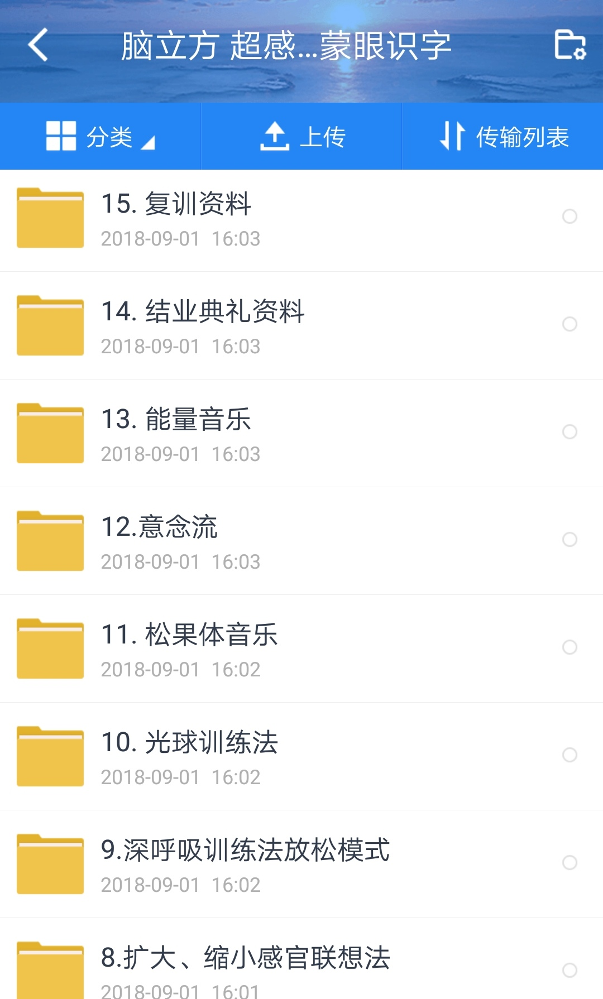 脑立方 超感...蒙眼识字
分类
上传
传输列表
15. 复训资料
2018-09-01 16:03
14. 结业典礼资料
2018-09-01 16:03
13. 能量音乐
2018-09-01 16:03
12.意念流
2018-09-01 16:03
11. 松果体音乐
2018-09-01 16:02
10. 光球训练法
2018-09-01 16:02
9.深呼吸训练法放松模式
2018-09-01 16:02
8.扩大、缩小感官联想法
2018-09-01 16:01